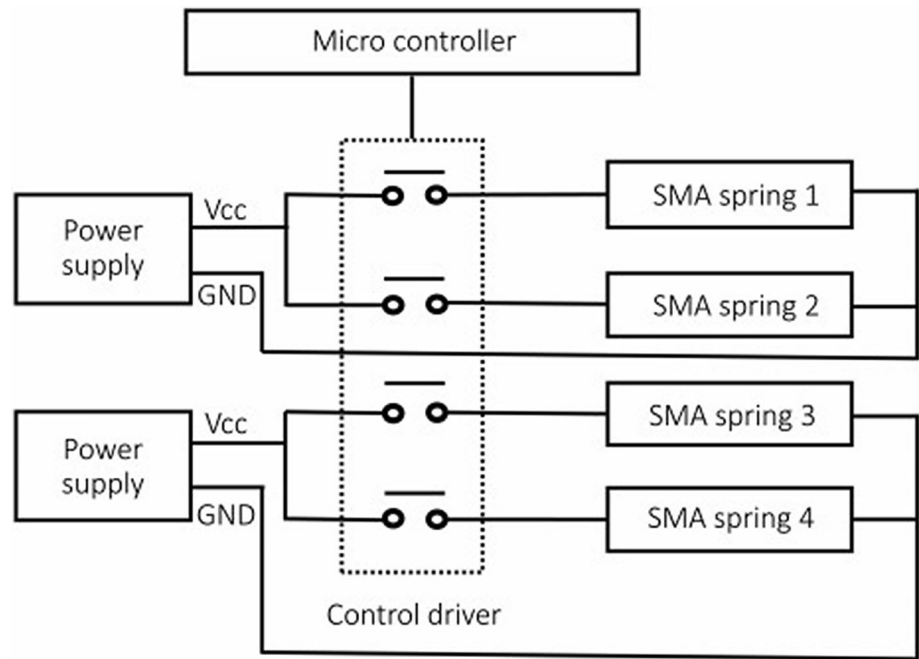 Micro controller
SMA spring 1
Vcc
Power
supply
GND
SMA spring 2
SMA spring 3
Vcc
Power
supply
GND
SMA spring 4
Control driver